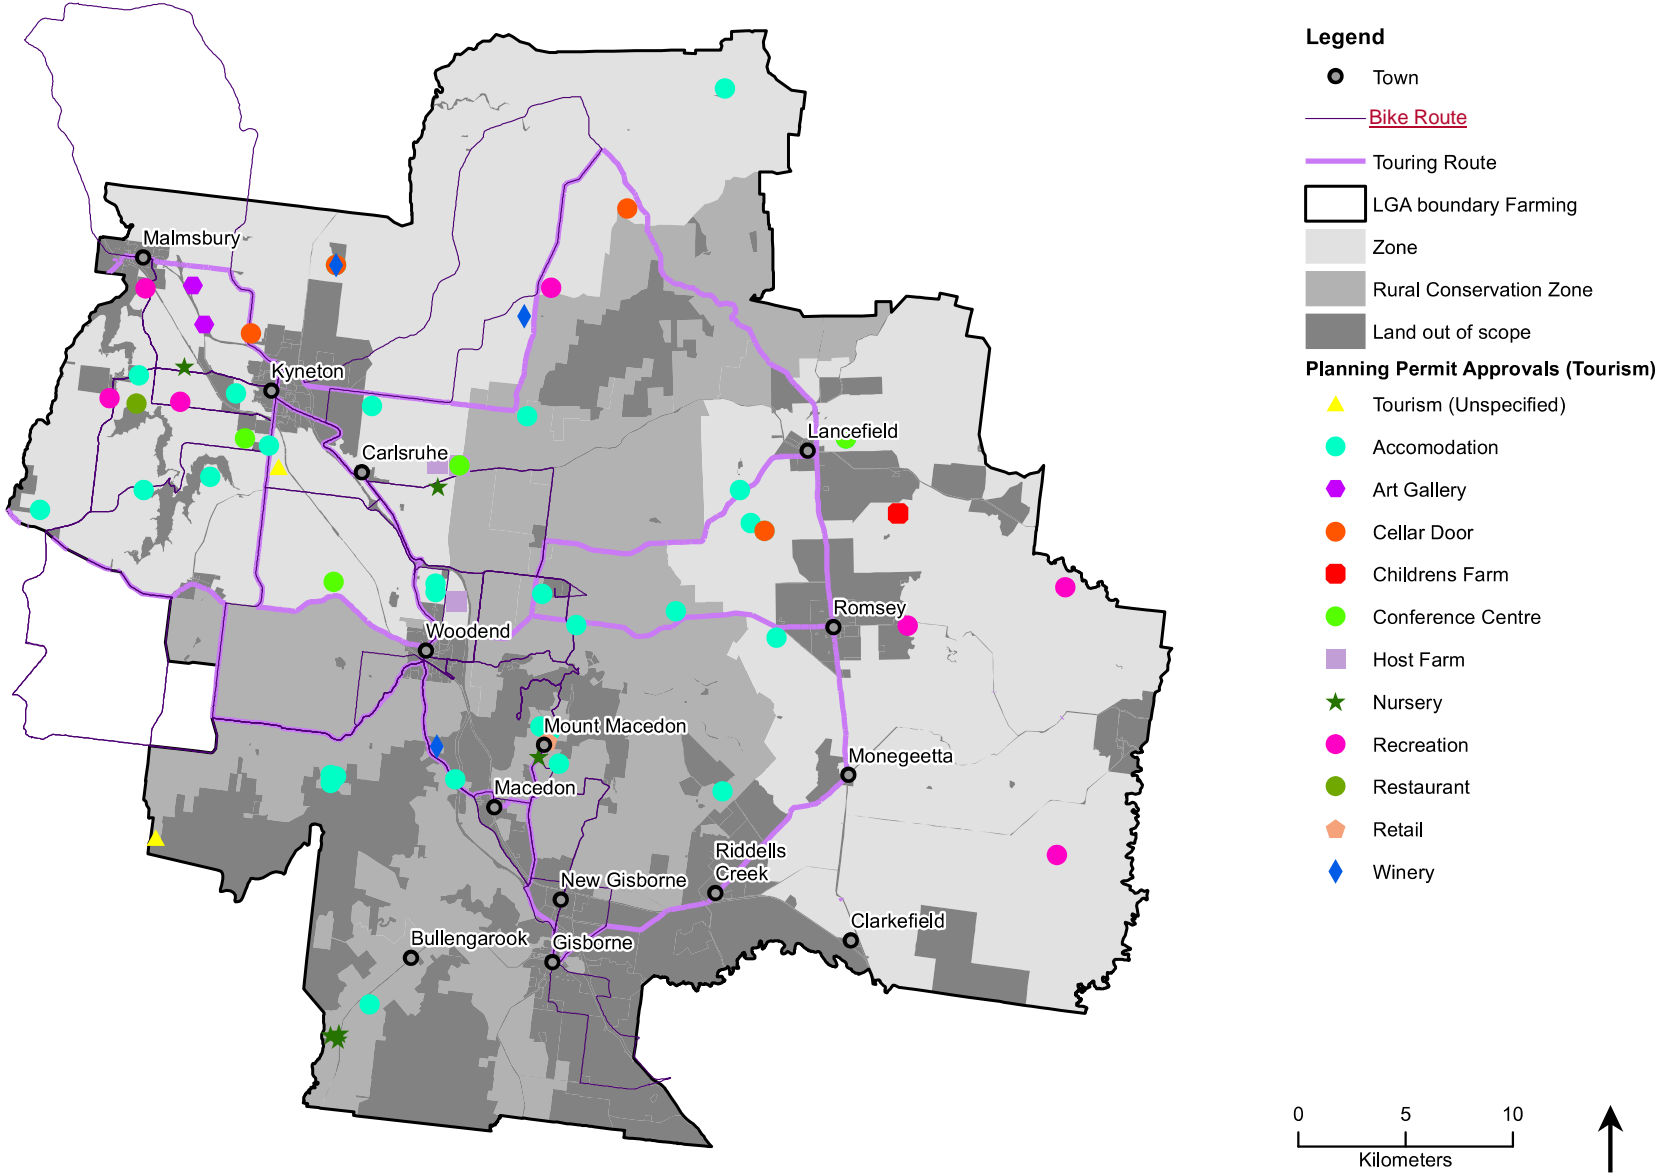 Legend
Town
Bike Route
Touring Route
LGA boundary Farming
Zone
Rural Conservation Zone
Land out of scope
Planning Permit Approvals (Tourism)
Tourism (Unspecified)
Accomodation
Art Gallery
Cellar Door
Childrens Farm
Conference Centre
Host Farm
Nursery
Recreation
Restaurant
Retail
Winery
Malmsbury
Kyneton
Carlsruhe
Lancefield
Romsey
Woodend
Mount Macedon
Monegeetta
Macedon
Riddells
Creek
New Gisborne
Clarkefield
Bullengarook
Gisborne
0 5 10
Kilometers